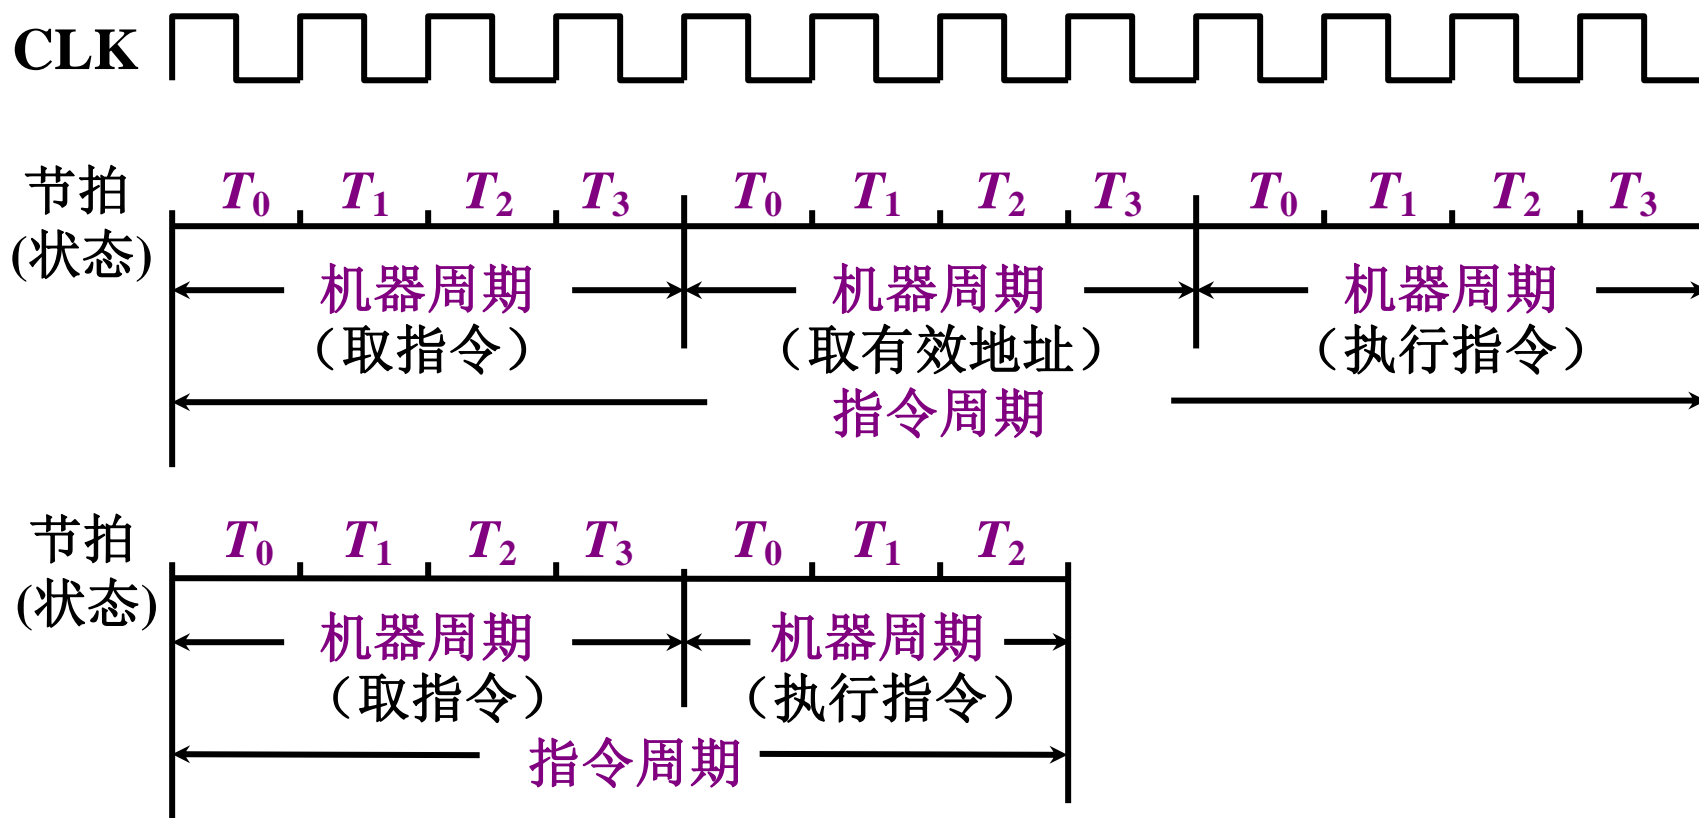 CLK
节拍 T0 T1 T2 T3 T0 T1 T2 T3 T0 T1 T2 T3
(状态)
机器周期 机器周期 机器周期
（取指令） （取有效地址） （执行指令）
指令周期
节拍 T0 T1 T2 T3 T0 T1 T2
(状态)
机器周期 机器周期
（取指令） （执行指令）
指令周期